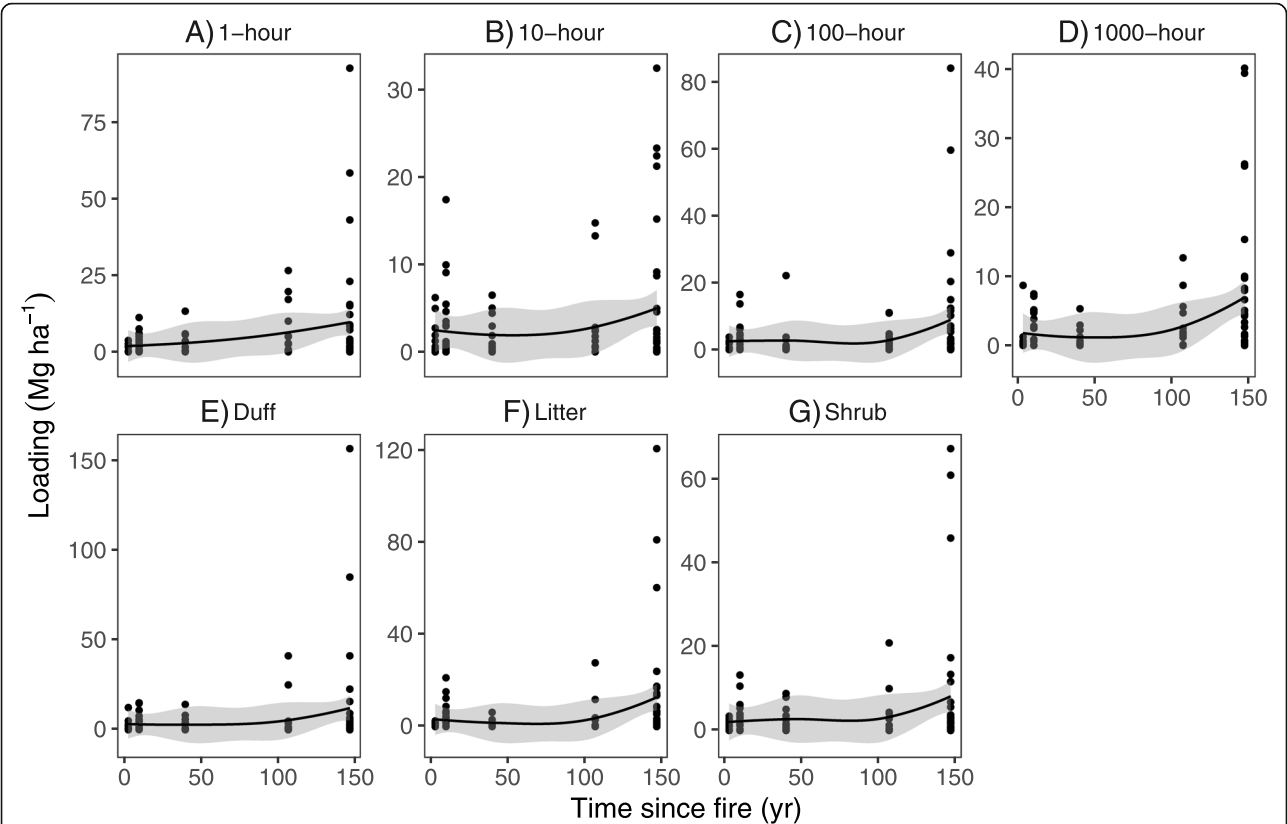 A) 1−hour
B) 10−hour
C) 100−hour
D) 1000−hour
75
50
25
0
30
20
10
0
80
60
40
20
0
40
30
20
10
0
0 50 100 150
Loading (Mg ha⁻¹)
E) Duff
F) Litter
G) Shrub
150
100
50
0
120
80
40
0
60
40
20
0
0 50 100 150
0 50 100 150
0 50 100 150
Time since fire (yr)